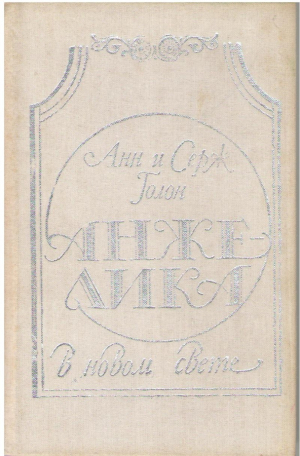 Анн и Серж
Голон
АНЖЕ-
ЛИКА
в новом свете